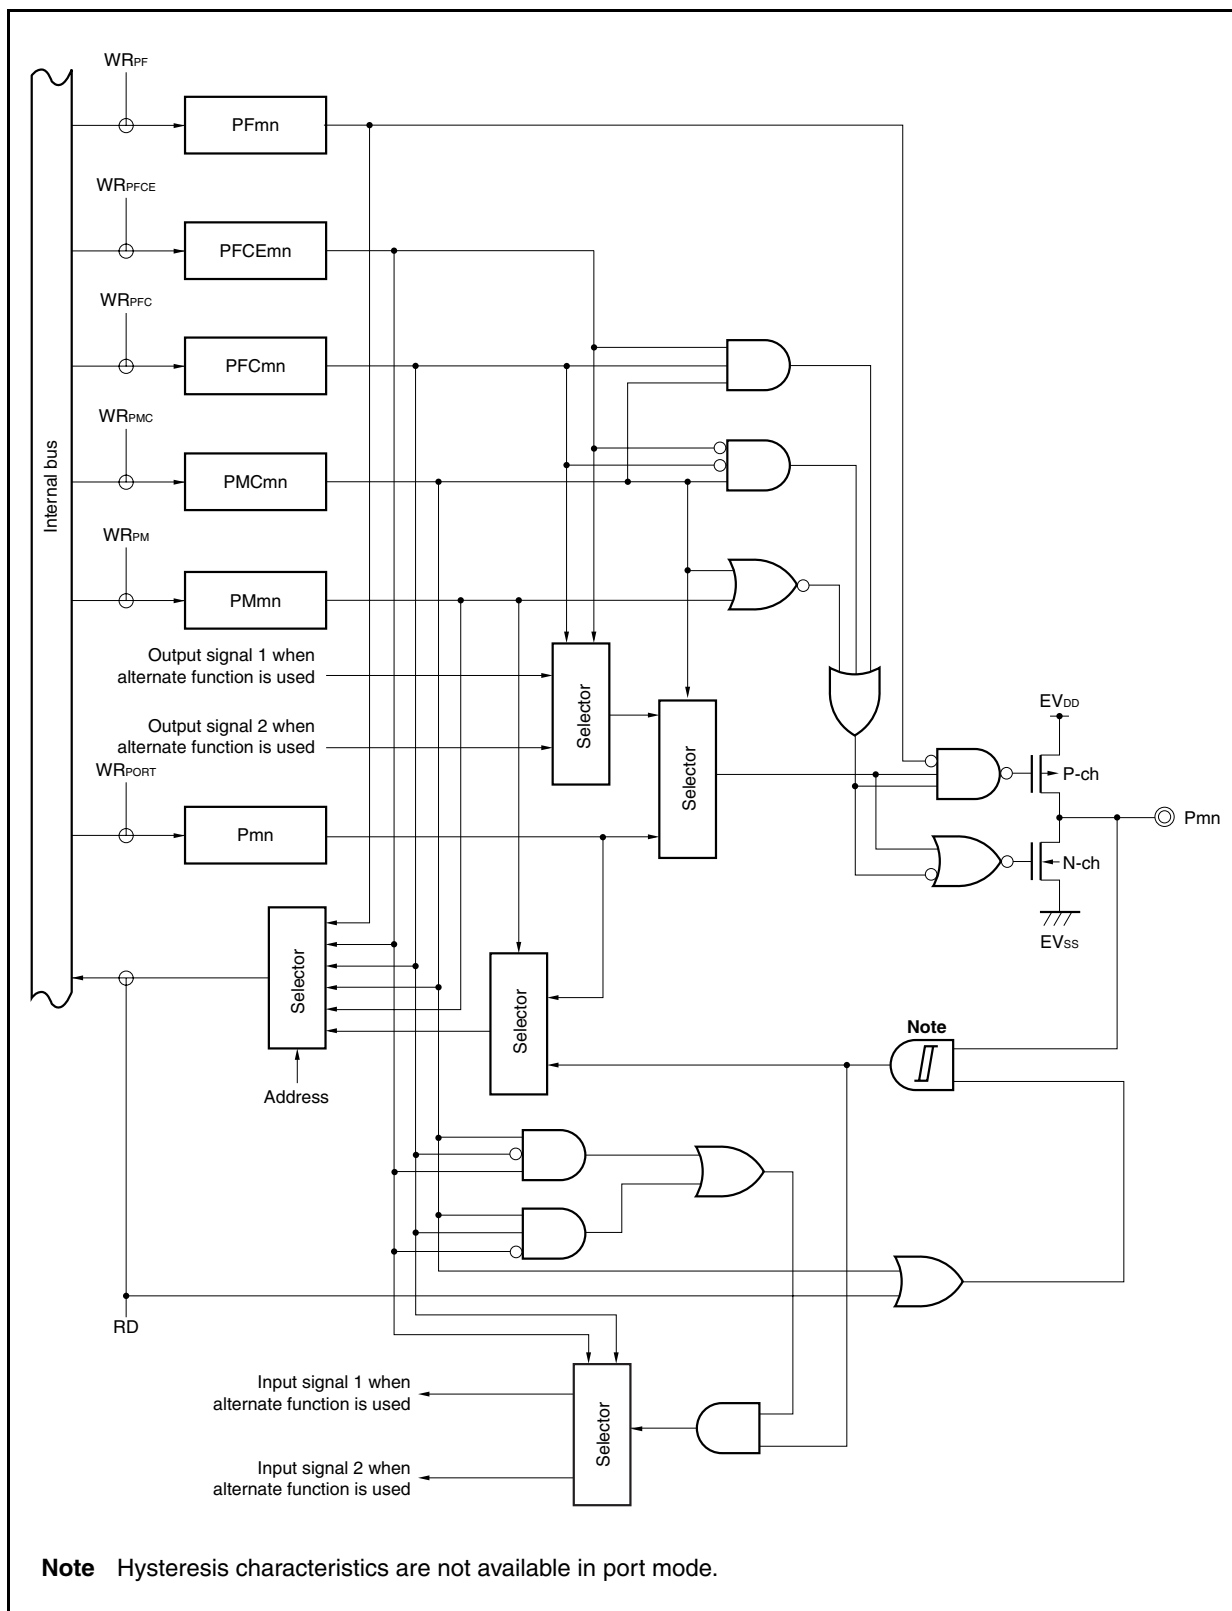 WRPF
PFmn
WRPFCE
PFCEmn
WRPFC
PFCmn
WRPMC
PMCmn
Internal bus
WRPM
PMmn
Output signal 1 when
alternate function is used
Output signal 2 when
alternate function is used
Selector
Selector
EVDD
P-ch
WRPORT
Pmn
Pmn
N-ch
EVSS
Selector
Selector
Note
Address
RD
Input signal 1 when
alternate function is used
Selector
Input signal 2 when
alternate function is used
Note Hysteresis characteristics are not available in port mode.